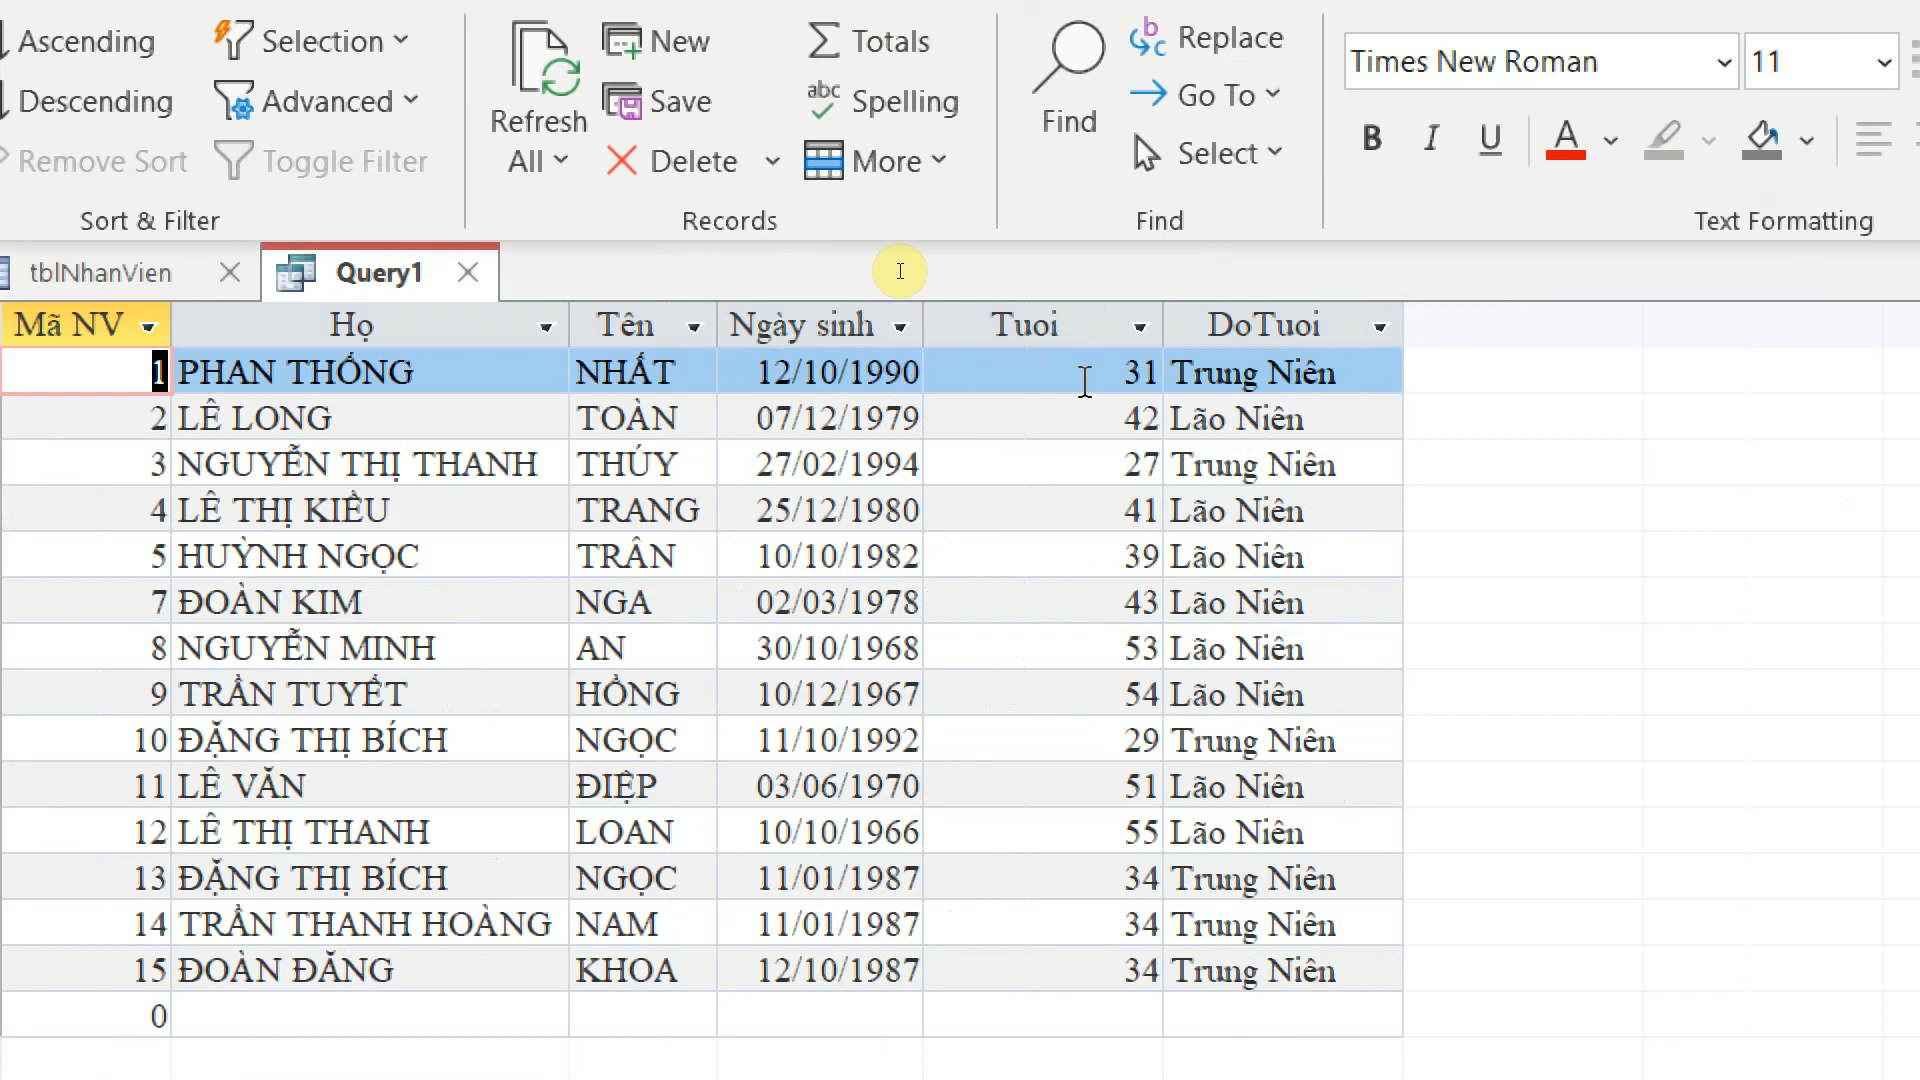 Ascending
Selection
Descending
Advanced
Remove Sort
Toggle Filter
Sort & Filter
Refresh
All
New
Save
Delete
Totals
Spelling
More
Records
Find
Replace
Go To
Select
Find
Times New Roman
11
B I U A
Text Formatting
tblNhanVien
Query1
Mã NV Họ Tên Ngày sinh Tuoi DoTuoi
1 PHAN THỐNG NHẤT 12/10/1990 31 Trung Niên
2 LÊ LONG TOÀN 07/12/1979 42 Lão Niên
3 NGUYỄN THỊ THANH THÚY 27/02/1994 27 Trung Niên
4 LÊ THỊ KIỀU TRANG 25/12/1980 41 Lão Niên
5 HUỲNH NGỌC TRÂN 10/10/1982 39 Lão Niên
7 ĐOÀN KIM NGA 02/03/1978 43 Lão Niên
8 NGUYỄN MINH AN 30/10/1968 53 Lão Niên
9 TRẦN TUYẾT HỒNG 10/12/1967 54 Lão Niên
10 ĐẶNG THỊ BÍCH NGỌC 11/10/1992 29 Trung Niên
11 LÊ VĂN ĐIỆP 03/06/1970 51 Lão Niên
12 LÊ THỊ THANH LOAN 10/10/1966 55 Lão Niên
13 ĐẶNG THỊ BÍCH NGỌC 11/01/1987 34 Trung Niên
14 TRẦN THANH HOÀNG NAM 11/01/1987 34 Trung Niên
15 ĐOÀN ĐĂNG KHOA 12/10/1987 34 Trung Niên
0